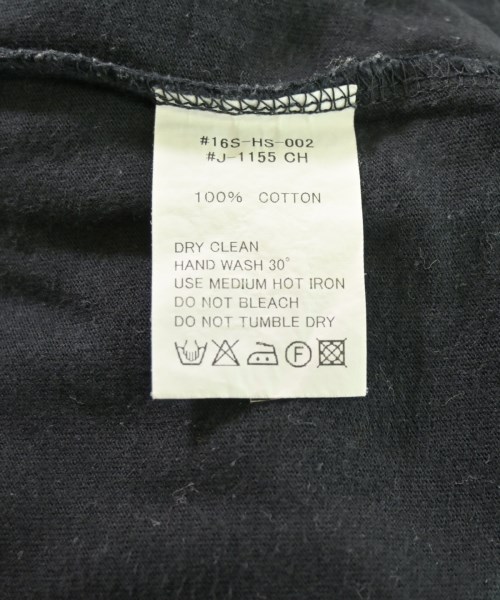 #16S-HS-002
#J-1155 CH
100% COTTON
DRY CLEAN
HAND WASH 30°
USE MEDIUM HOT IRON
DO NOT BLEACH
DO NOT TUMBLE DRY
F